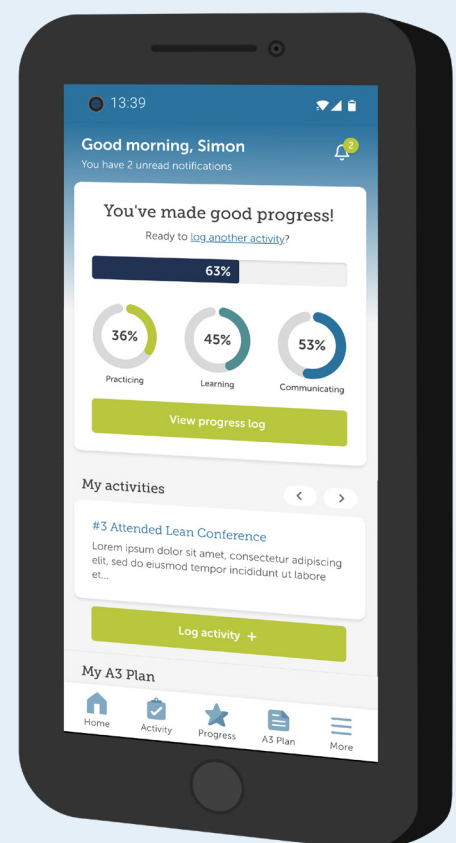 13:39
Good morning, Simon
2
You have 2 unread notifications
You've made good progress!
Ready to log another activity?
63%
36%
45%
53%
Practicing
Learning
Communicating
View progress log
My activities
#3 Attended Lean Conference
Lorem ipsum dolor sit amet, consectetur adipiscing
elit, sed do eiusmod tempor incididunt ut labore
et...
Log activity +
My A3 Plan
Home
Activity
Progress
A3 Plan
More